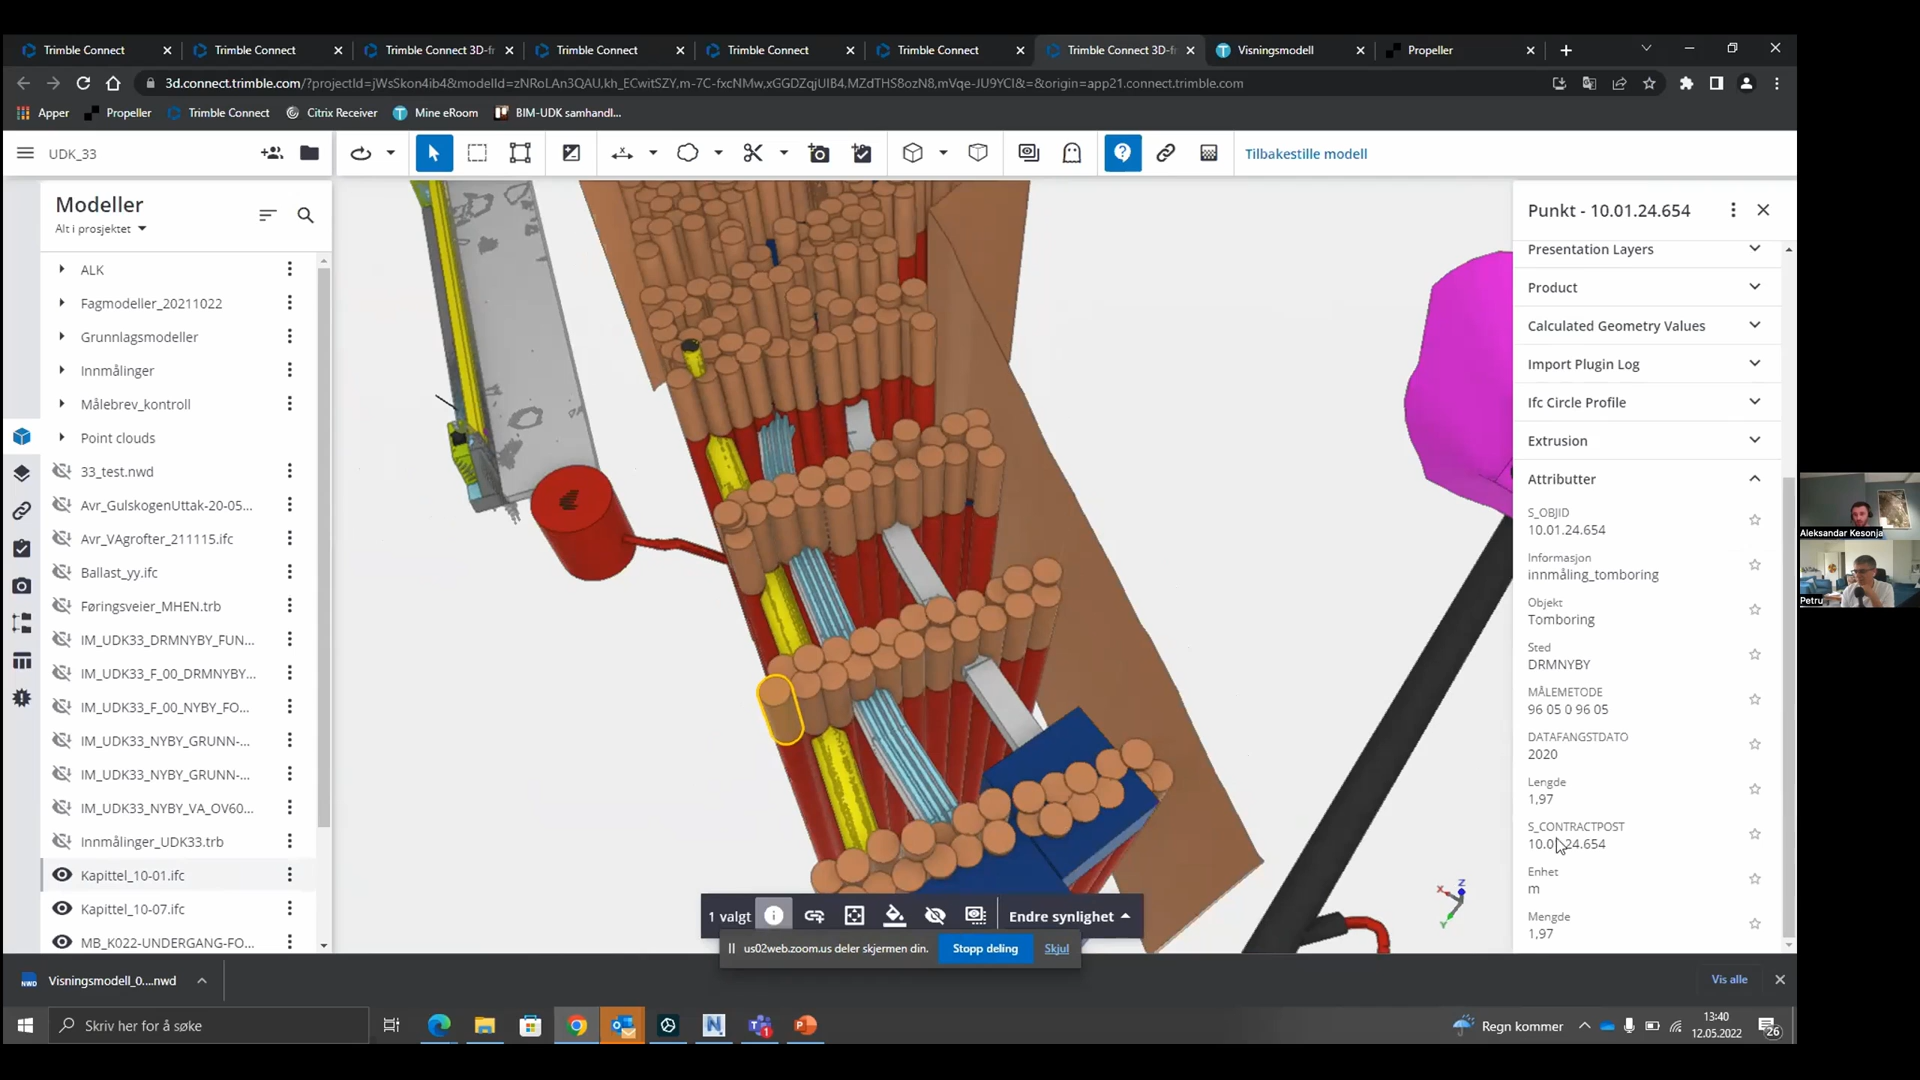 Trimble Connect
Trimble Connect
Trimble Connect 3D-fr
Trimble Connect
Trimble Connect
Trimble Connect
Trimble Connect 3D-fr
Visningsmodell
Propeller
3d.connect.trimble.com/?projectId=jWsSkon4ib4&modelId=zNRoLAn3QAU,kh_ECwitSZY,m-7C-fxcNMw,xGGDZqjUIB4,MZdTHS8ozN8,mVqe-JU9YCI&=&origin=app21.connect.trimble.com
Apper
Propeller
Trimble Connect
Citrix Receiver
Mine eRoom
BIM-UDK samhandl...
UDK_33
Tilbakestille modell
Modeller
Alt i prosjektet
ALK
Fagmodeller_20211022
Grunnlagsmodeller
Innmålinger
Målebrev_kontroll
Point clouds
33_test.nwd
Avr_GulskogenUttak-20-05...
Avr_VAgrofter_211115.ifc
Ballast_yy.ifc
Føringsveier_MHEN.trb
IM_UDK33_DRMNYBY_FUN...
IM_UDK33_F_00_DRMNYBY...
IM_UDK33_F_00_NYBY_FO...
IM_UDK33_NYBY_GRUNN-...
IM_UDK33_NYBY_GRUNN-...
IM_UDK33_NYBY_VA_OV60...
Innmålinger_UDK33.trb
Kapittel_10-01.ifc
Kapittel_10-07.ifc
MB_K022-UNDERGANG-FO...
Punkt - 10.01.24.654
Presentation Layers
Product
Calculated Geometry Values
Import Plugin Log
Ifc Circle Profile
Extrusion
Attributter
S_OBJID
10.01.24.654
Informasjon
innmåling_tomboring
Objekt
Tomboring
Sted
DRMNYBY
MÅLEMETODE
96 05 0 96 05
DATAFANGSTDATO
2020
Lengde
1,97
S_CONTRACTPOST
10.01.24.654
Enhet
m
Mengde
1,97
X
Z
Y
1 valgt
Endre synlighet
us02web.zoom.us deler skjermen din.
Stopp deling
Skjul
Aleksandar Kesonja
Petru
NWD
Visningsmodell_0....nwd
Vis alle
Skriv her for å søke
Regn kommer
13:40
12.05.2022
26